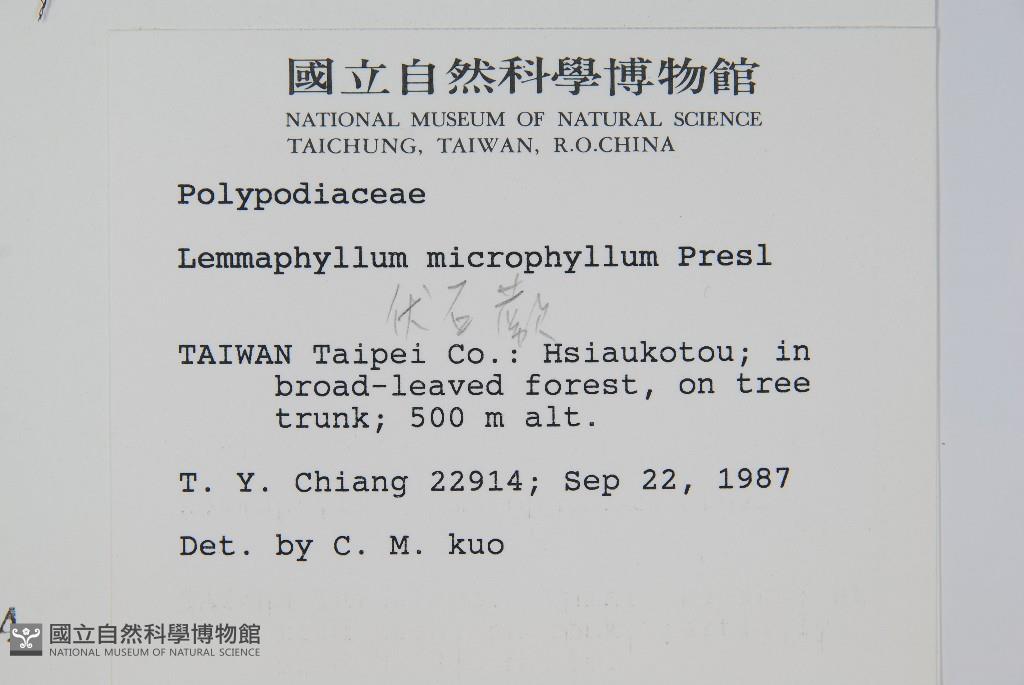 國立自然科學博物館
NATIONAL MUSEUM OF NATURAL SCIENCE
TAICHUNG, TAIWAN, R.O.CHINA
Polypodiaceae
Lemmaphyllum microphyllum Presl
伏石蕨
TAIWAN Taipei Co.: Hsiaukotou; in
broad-leaved forest, on tree
trunk; 500 m alt.
T. Y. Chiang 22914; Sep 22, 1987
Det. by C. M. kuo
國立自然科學博物館
NATIONAL MUSEUM OF NATURAL SCIENCE